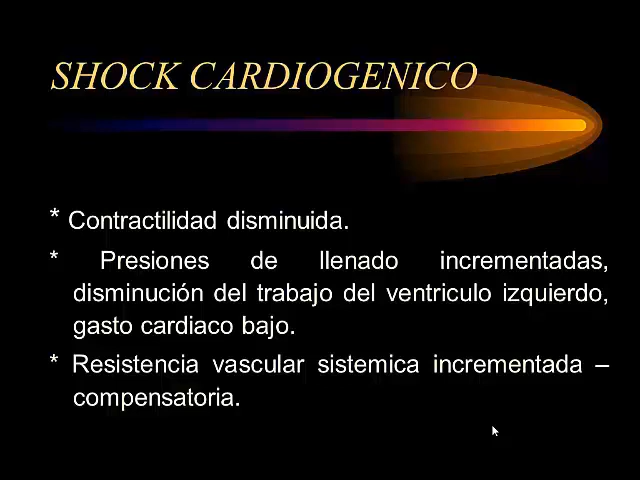 SHOCK CARDIOGENICO
* Contractilidad disminuida.
* Presiones de llenado incrementadas,
disminución del trabajo del ventriculo izquierdo,
gasto cardiaco bajo.
* Resistencia vascular sistemica incrementada –
compensatoria.